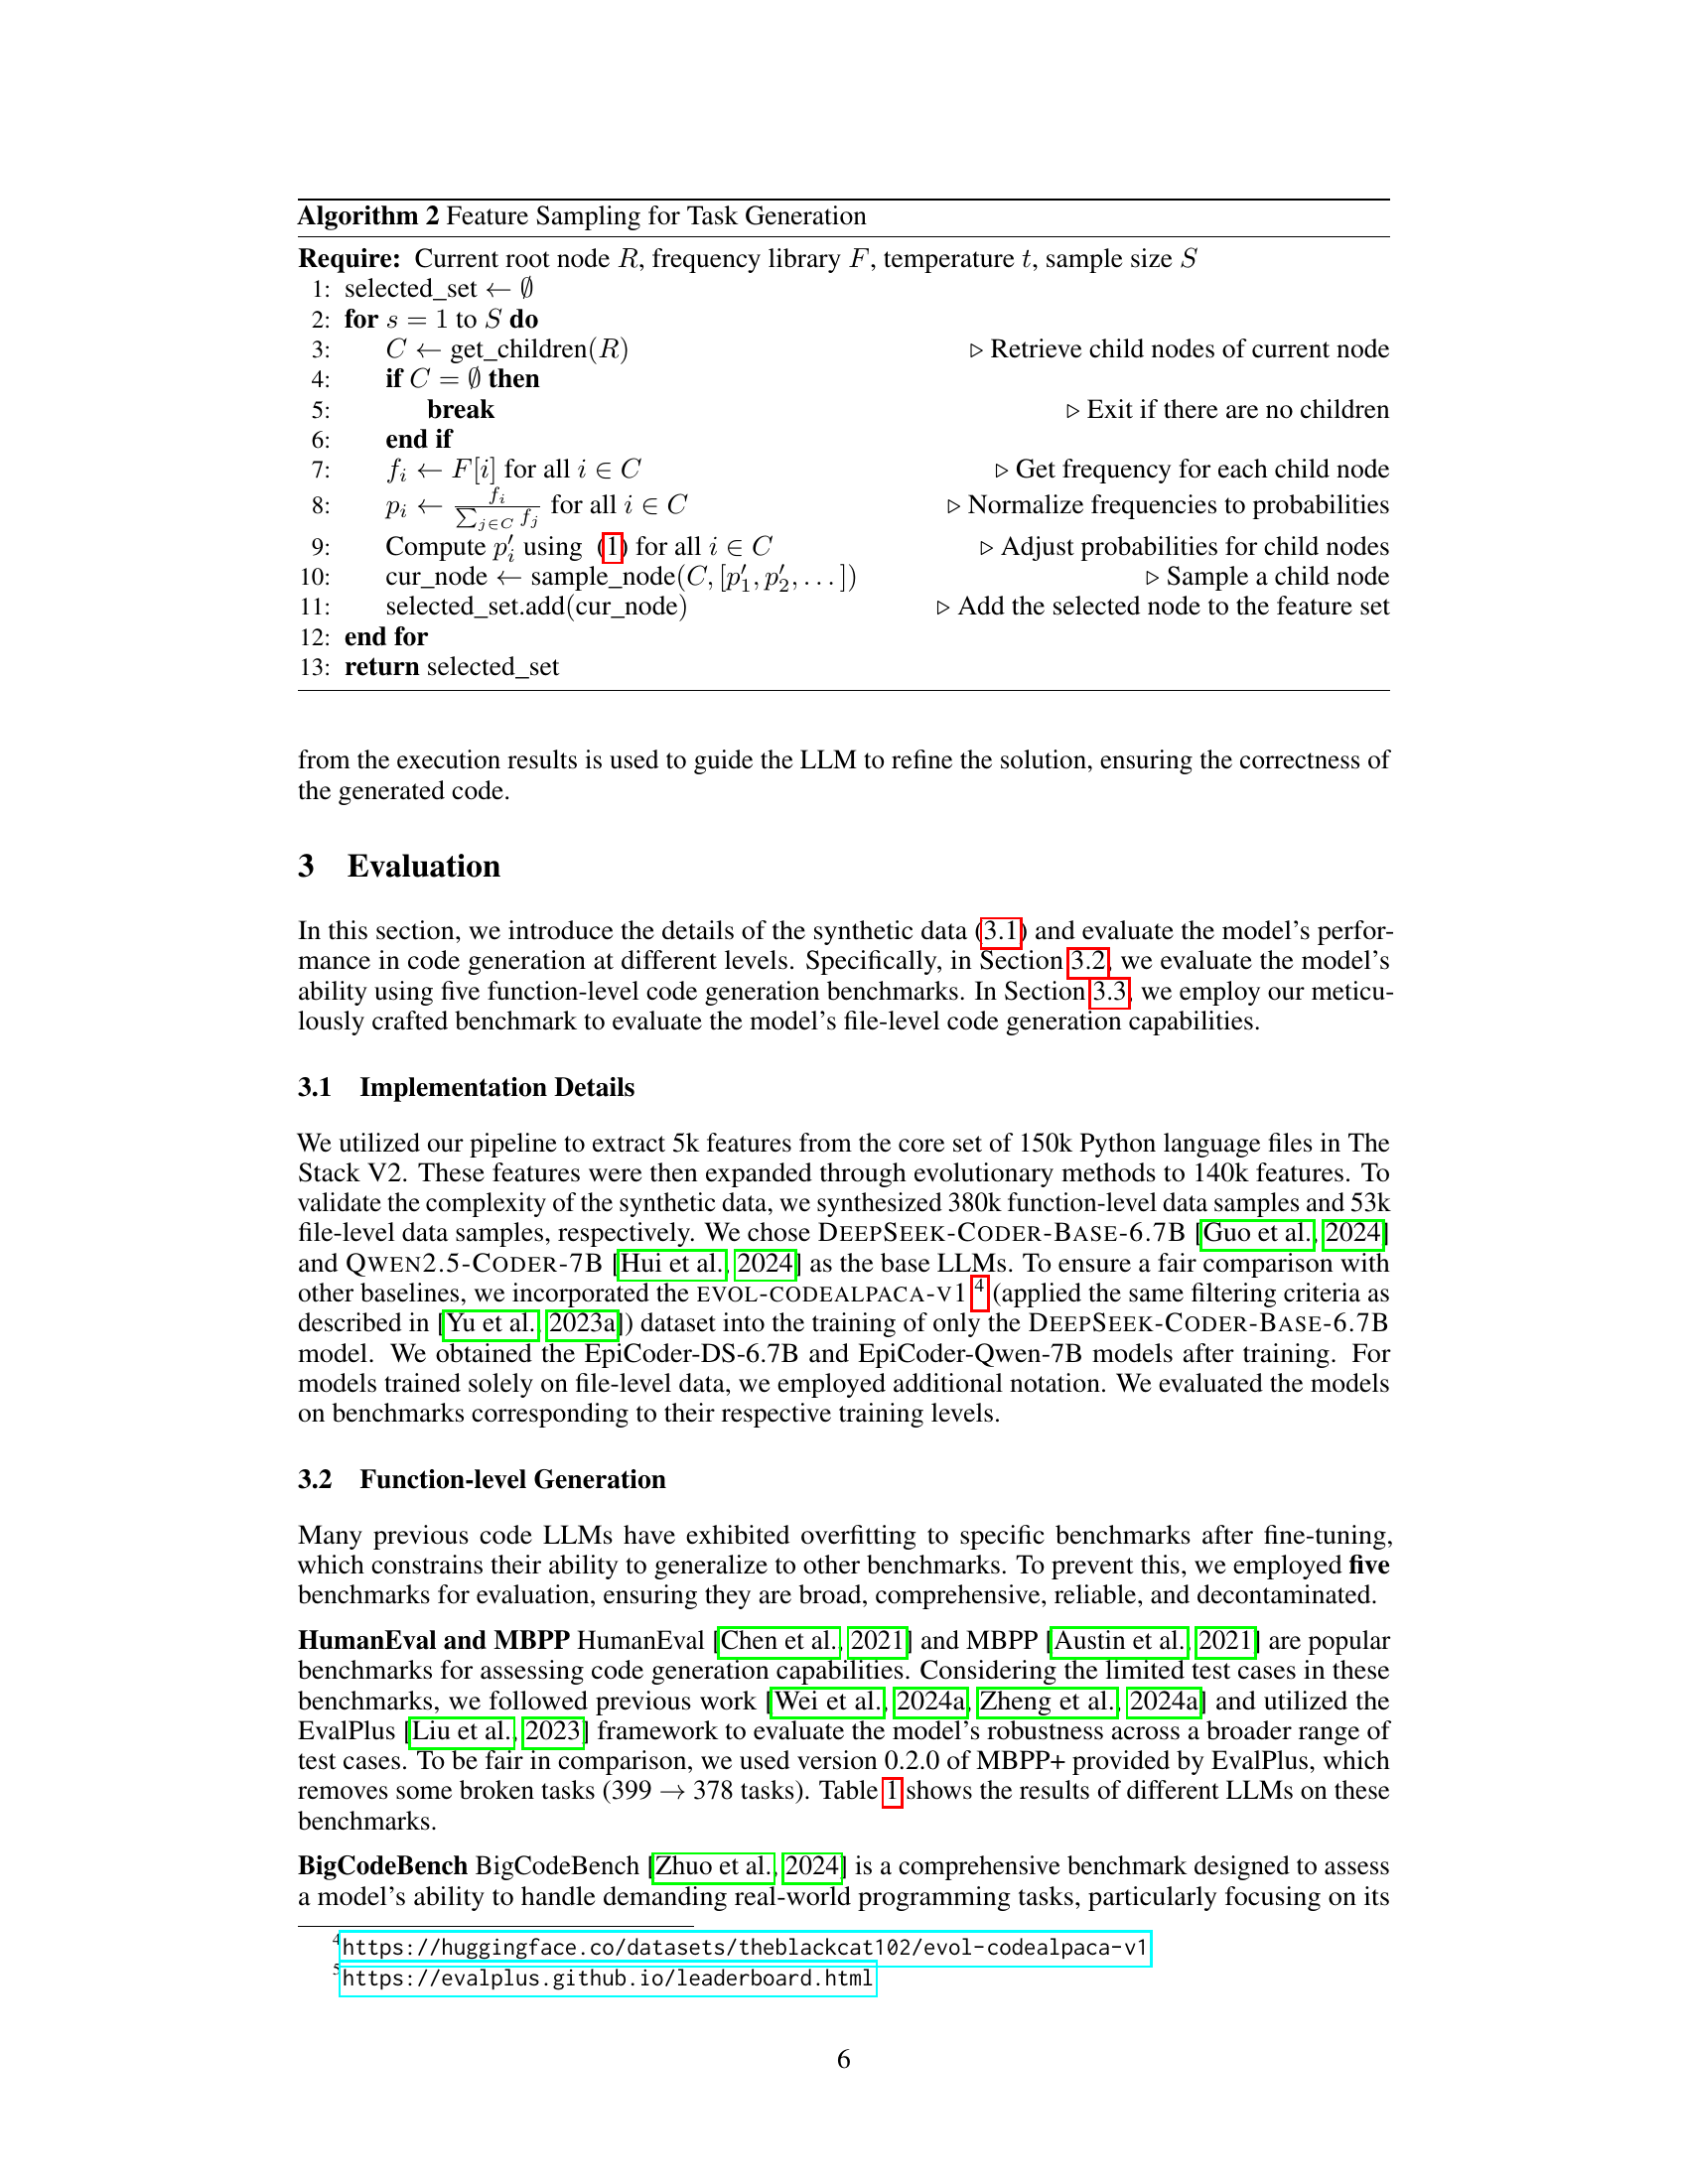 Algorithm 2 Feature Sampling for Task Generation
Require: Current root node R, frequency library F, temperature t, sample size S
1: selected_set ← ∅
2: for s = 1 to S do
3: C ← get_children(R) ▷ Retrieve child nodes of current node
4: if C = ∅ then
5: break ▷ Exit if there are no children
6: end if
7: f_i ← F[i] for all i ∈ C ▷ Get frequency for each child node
8: p_i ← f_i / ∑_{j∈C} f_j for all i ∈ C ▷ Normalize frequencies to probabilities
9: Compute p′_i using (1) for all i ∈ C ▷ Adjust probabilities for child nodes
10: cur_node ← sample_node(C, [p′_1, p′_2, . . . ]) ▷ Sample a child node
11: selected_set.add(cur_node) ▷ Add the selected node to the feature set
12: end for
13: return selected_set
from the execution results is used to guide the LLM to refine the solution, ensuring the correctness of
the generated code.
3 Evaluation
In this section, we introduce the details of the synthetic data (3.1) and evaluate the model's perfor-
mance in code generation at different levels. Specifically, in Section 3.2, we evaluate the model's
ability using five function-level code generation benchmarks. In Section 3.3, we employ our meticu-
lously crafted benchmark to evaluate the model's file-level code generation capabilities.
3.1 Implementation Details
We utilized our pipeline to extract 5k features from the core set of 150k Python language files in The
Stack V2. These features were then expanded through evolutionary methods to 140k features. To
validate the complexity of the synthetic data, we synthesized 380k function-level data samples and 53k
file-level data samples, respectively. We chose DEEPSEEK-CODER-BASE-6.7B [Guo et al., 2024]
and QWEN2.5-CODER-7B [Hui et al., 2024] as the base LLMs. To ensure a fair comparison with
other baselines, we incorporated the EVOL-CODEALPACA-V1 4 (applied the same filtering criteria as
described in [Yu et al., 2023a]) dataset into the training of only the DEEPSEEK-CODER-BASE-6.7B
model. We obtained the EpiCoder-DS-6.7B and EpiCoder-Qwen-7B models after training. For
models trained solely on file-level data, we employed additional notation. We evaluated the models
on benchmarks corresponding to their respective training levels.
3.2 Function-level Generation
Many previous code LLMs have exhibited overfitting to specific benchmarks after fine-tuning,
which constrains their ability to generalize to other benchmarks. To prevent this, we employed five
benchmarks for evaluation, ensuring they are broad, comprehensive, reliable, and decontaminated.
HumanEval and MBPP HumanEval [Chen et al., 2021] and MBPP [Austin et al., 2021] are popular
benchmarks for assessing code generation capabilities. Considering the limited test cases in these
benchmarks, we followed previous work [Wei et al., 2024a, Zheng et al., 2024a] and utilized the
EvalPlus [Liu et al., 2023] framework to evaluate the model's robustness across a broader range of
test cases. To be fair in comparison, we used version 0.2.0 of MBPP+ provided by EvalPlus, which
removes some broken tasks (399 → 378 tasks). Table 1 shows the results of different LLMs on these
benchmarks.
BigCodeBench BigCodeBench [Zhuo et al., 2024] is a comprehensive benchmark designed to assess
a model's ability to handle demanding real-world programming tasks, particularly focusing on its
4 https://huggingface.co/datasets/theblackcat102/evol-codealpaca-v1
5 https://evalplus.github.io/leaderboard.html
6